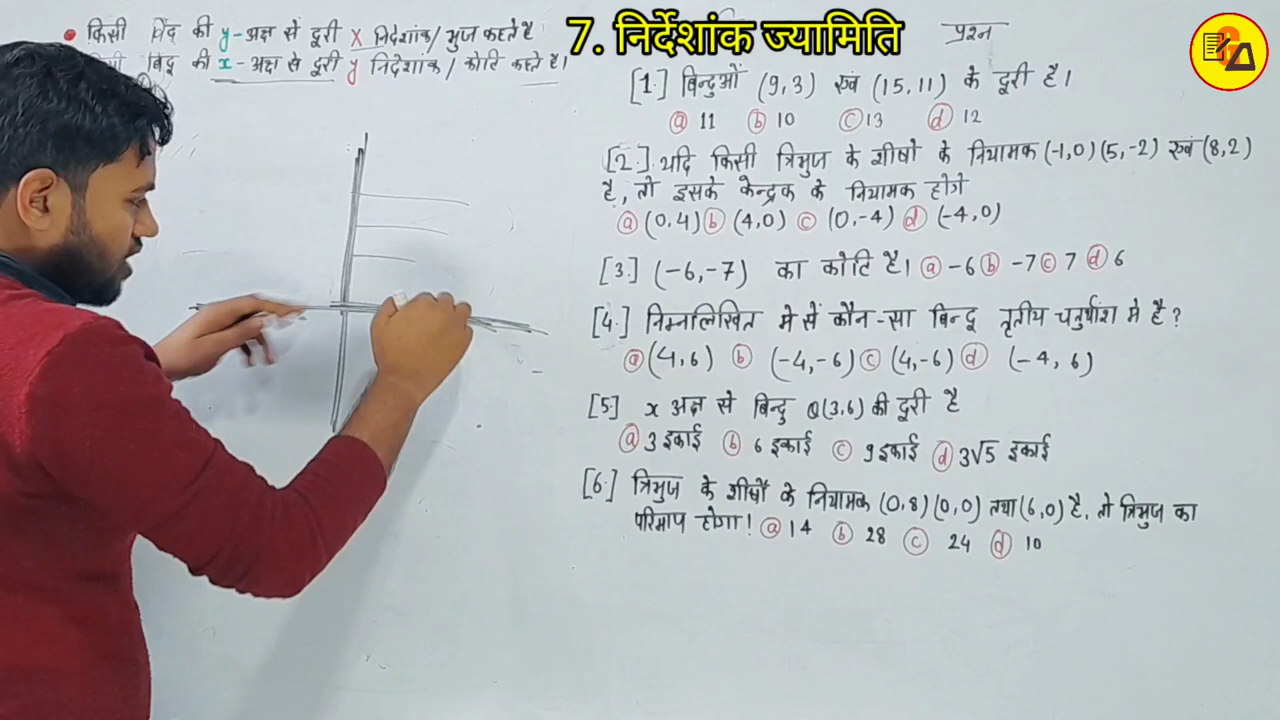 • किसी बिंदु की y-अक्ष से दूरी x निर्देशांक/भुज कहते है
बिंदू की x-अक्ष से दूरी y निर्देशांक/कोटि कहते है।
7. निर्देशांक ज्यामिति
प्रश्न
[1.] बिन्दुओं (9,3) एवं (15,11) के दूरी है।
(a) 11 (b) 10 (c) 13 (d) 12
[2.] यदि किसी त्रिभुज के शीर्षो के नियामक (-1,0) (5,-2) एवं (8,2)
है, तो इसके केन्द्रक के नियामक होगे
(a) (0,4) (b) (4,0) (c) (0,-4) (d) (-4,0)
[3.] (-6,-7) का कोटि है। (a) -6 (b) -7 (c) 7 (d) 6
[4.] निम्नलिखित मे से कौन-सा बिन्दू तृतीय चतुर्थांश मे है?
(a) (4,6) (b) (-4,-6) (c) (4,-6) (d) (-4,6)
[5.] x अक्ष से बिन्दु Q(3,6) की दूरी है
(a) 3 इकाई (b) 6 इकाई (c) 9 इकाई (d) 3√5 इकाई
[6.] त्रिभुज के शीर्षों के नियामक (0,8) (0,0) तथा (6,0) है, तो त्रिभुज का
परिमाप होगा! (a) 14 (b) 28 (c) 24 (d) 10